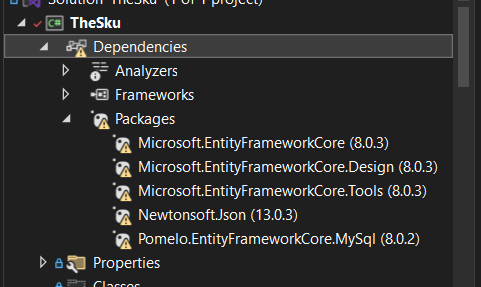 Solution 'TheSku' (1 of 1 project)
TheSku
Dependencies
Analyzers
Frameworks
Packages
Microsoft.EntityFrameworkCore (8.0.3)
Microsoft.EntityFrameworkCore.Design (8.0.3)
Microsoft.EntityFrameworkCore.Tools (8.0.3)
Newtonsoft.Json (13.0.3)
Pomelo.EntityFrameworkCore.MySql (8.0.2)
Properties
Classes